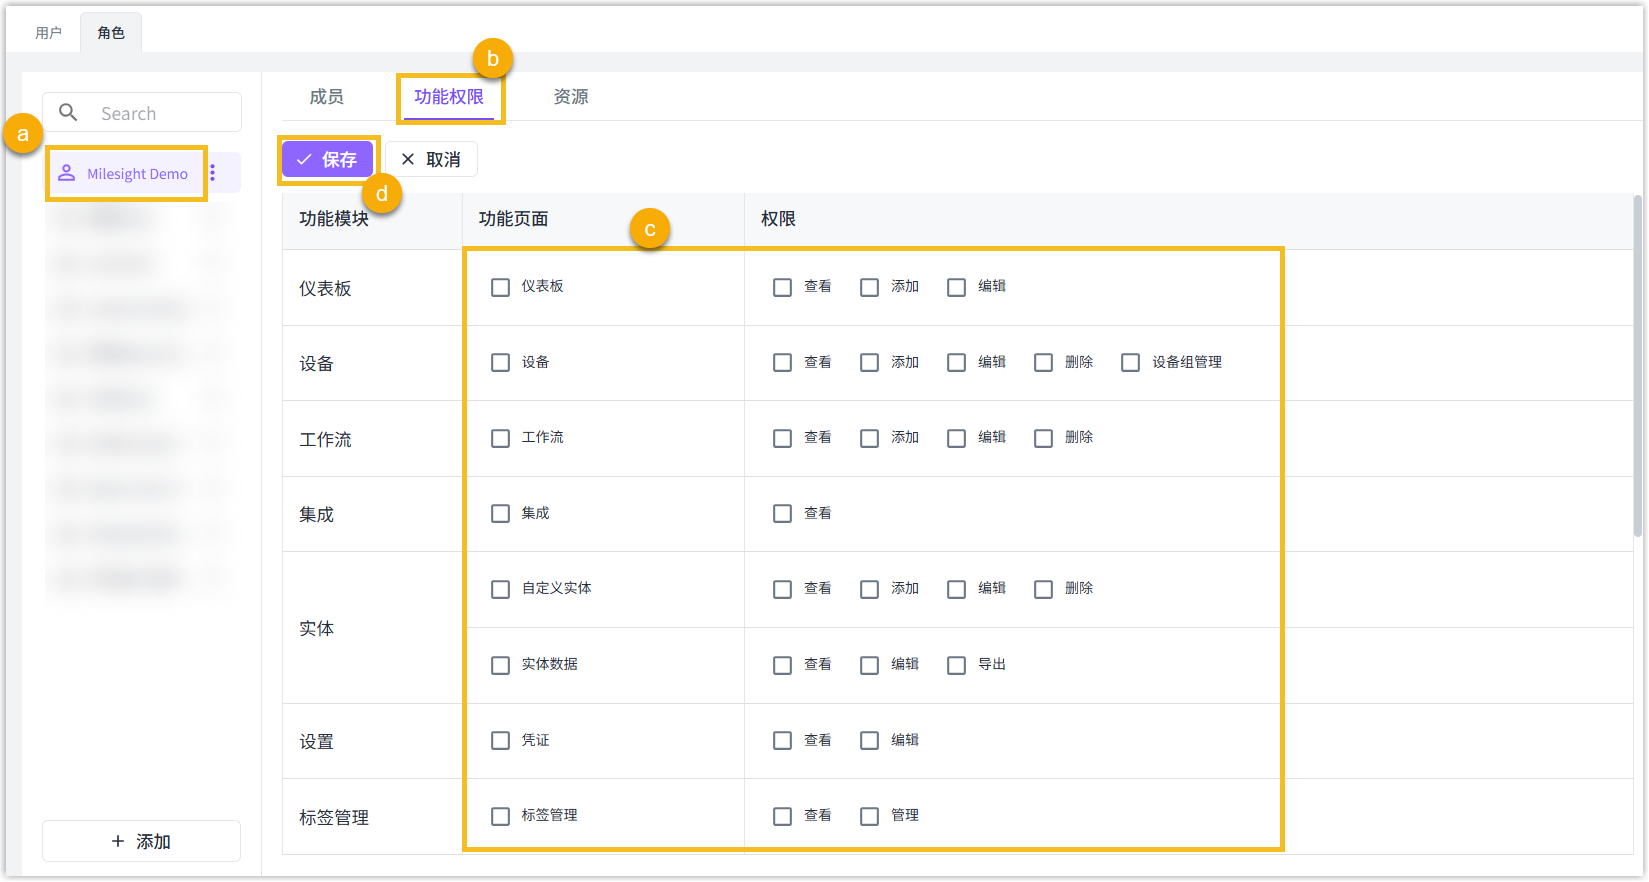 用户 角色
b
成员 功能权限 资源
Search
a
保存 取消
Milesight Demo
d
功能模块 功能页面 权限
c
仪表板 仪表板 查看 添加 编辑
设备 设备 查看 添加 编辑 删除 设备组管理
工作流 工作流 查看 添加 编辑 删除
集成 集成 查看
自定义实体 查看 添加 编辑 删除
实体
实体数据 查看 编辑 导出
设置 凭证 查看 编辑
标签管理 标签管理 查看 管理
+ 添加